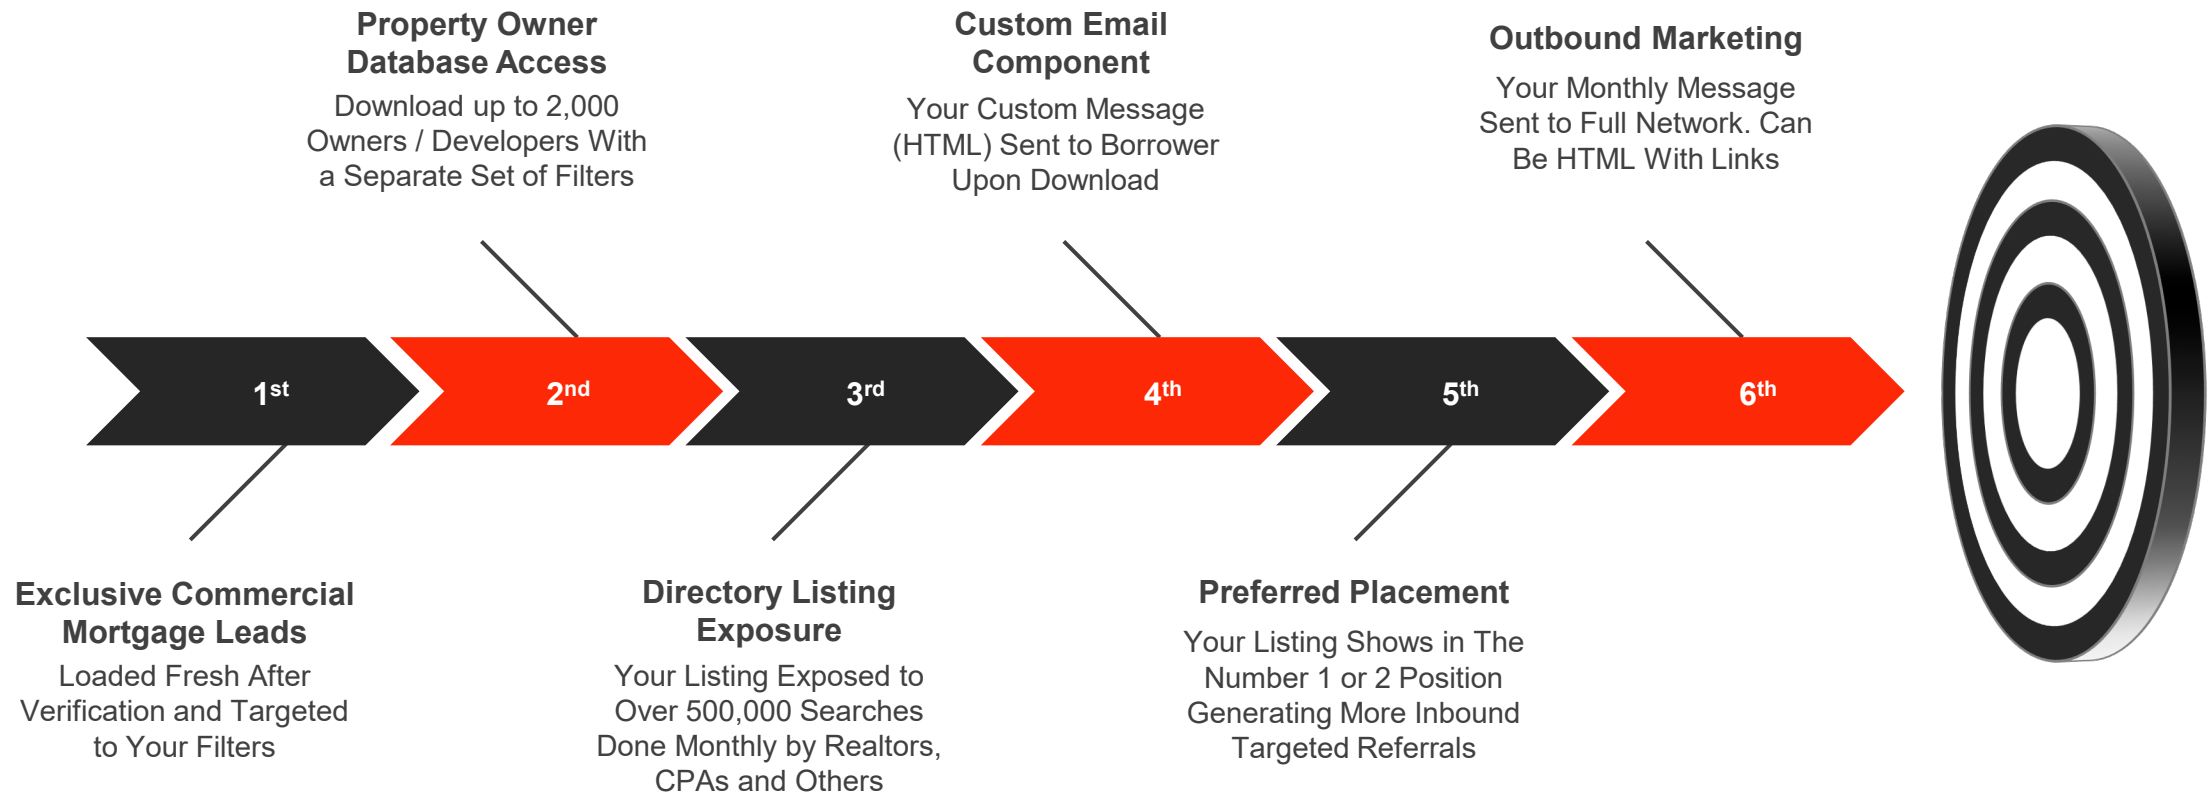 Property Owner
Database Access
Download up to 2,000
Owners / Developers With
a Separate Set of Filters
Custom Email
Component
Your Custom Message
(HTML) Sent to Borrower
Upon Download
Outbound Marketing
Your Monthly Message
Sent to Full Network. Can
Be HTML With Links
1st
2nd
3rd
4th
5th
6th
Exclusive Commercial
Mortgage Leads
Loaded Fresh After
Verification and Targeted
to Your Filters
Directory Listing
Exposure
Your Listing Exposed to
Over 500,000 Searches
Done Monthly by Realtors,
CPAs and Others
Preferred Placement
Your Listing Shows in The
Number 1 or 2 Position
Generating More Inbound
Targeted Referrals